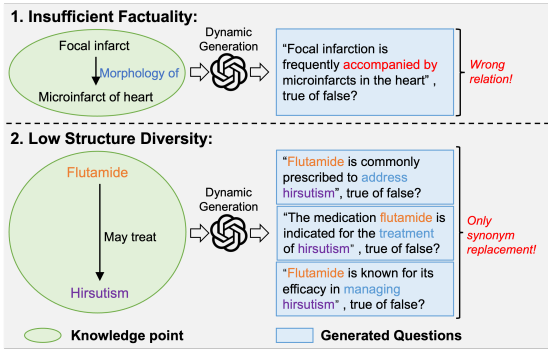 1. Insufficient Factuality:
Focal infarct
Morphology of
Microinfarct of heart
Dynamic
Generation
“Focal infarction is
frequently accompanied by
microinfarcts in the heart” ,
true of false?
Wrong
relation!
2. Low Structure Diversity:
Flutamide
May treat
Hirsutism
Dynamic
Generation
“Flutamide is commonly
prescribed to address
hirsutism”, true of false?
“The medication flutamide is
indicated for the treatment
of hirsutism” , true of false?
“Flutamide is known for its
efficacy in managing
hirsutism” , true of false?
Only
synonym
replacement!
Knowledge point
Generated Questions